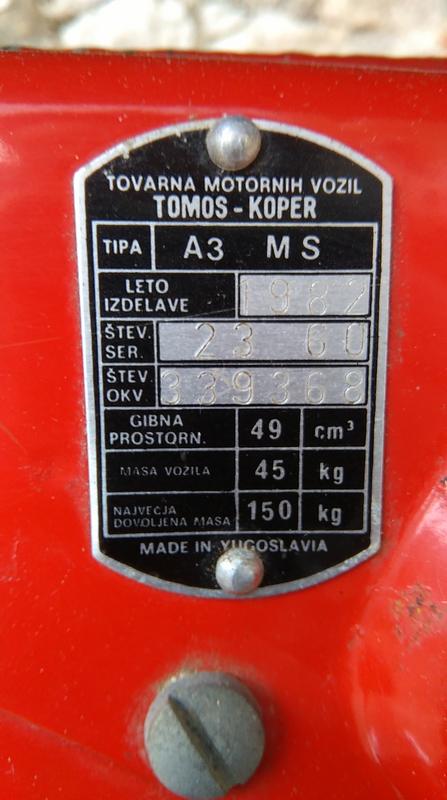 TOVARNA MOTORNIH VOZIL
TOMOS - KOPER
TIPA A3 MS
LETO IZDELAVE 1982
ŠTEV. SER. 23 60
ŠTEV. OKV. 339368
GIBNA PROSTORN. 49 cm³
MASA VOZILA 45 kg
NAJVEČJA DOVOLJENA MASA 150 kg
MADE IN YUGOSLAVIA